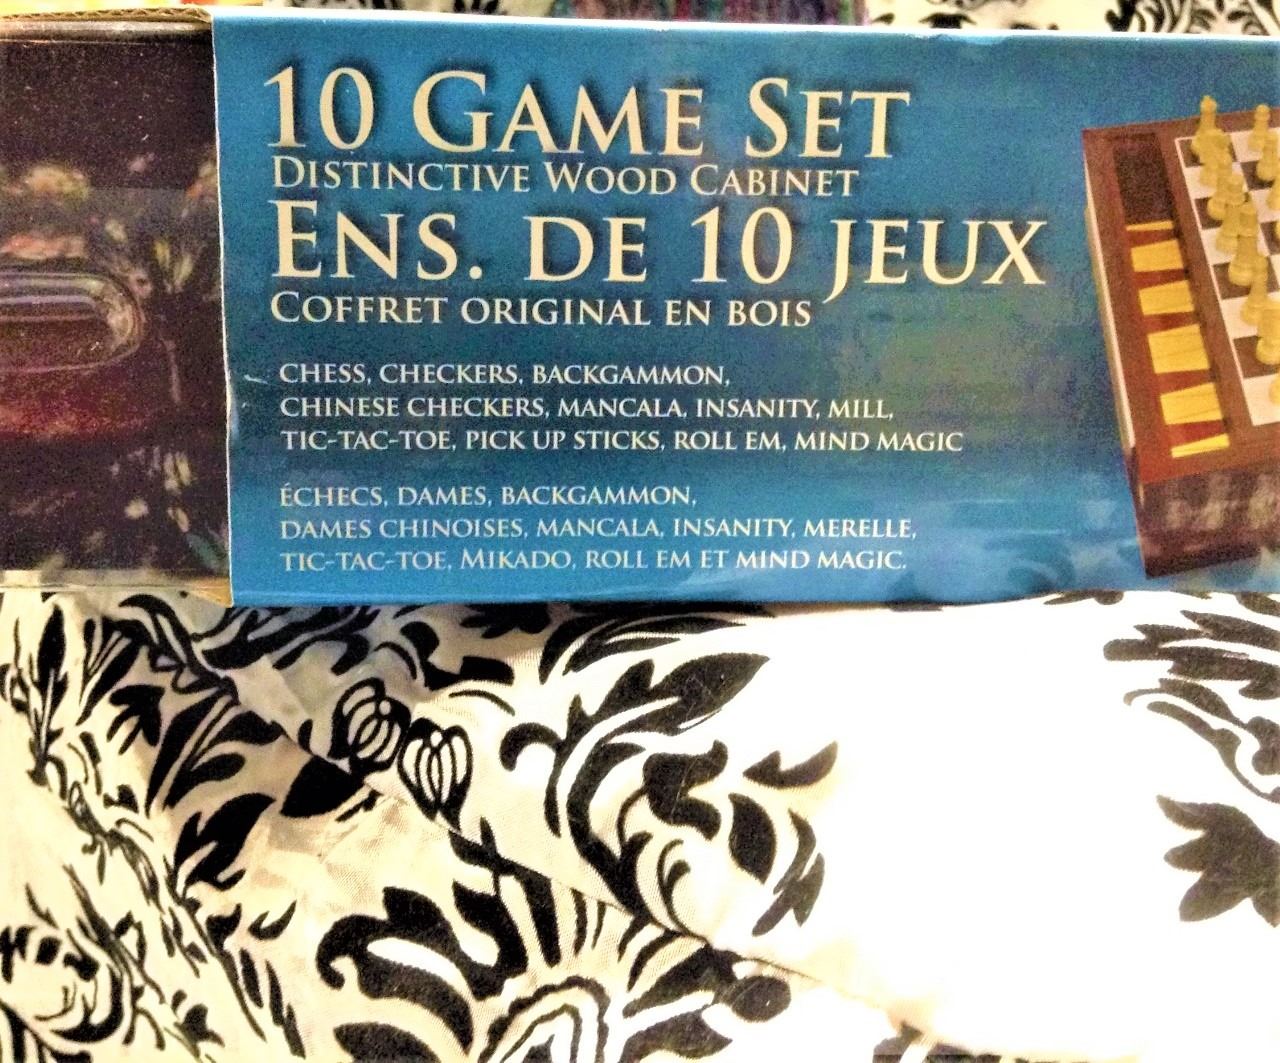 10 GAME SET
DISTINCTIVE WOOD CABINET
ENS. DE 10 JEUX
COFFRET ORIGINAL EN BOIS
CHESS, CHECKERS, BACKGAMMON,
CHINESE CHECKERS, MANCALA, INSANITY, MILL,
TIC-TAC-TOE, PICK UP STICKS, ROLL EM, MIND MAGIC
ÉCHECS, DAMES, BACKGAMMON,
DAMES CHINOISES, MANCALA, INSANITY, MERELLE,
TIC-TAC-TOE, MIKADO, ROLL EM ET MIND MAGIC.